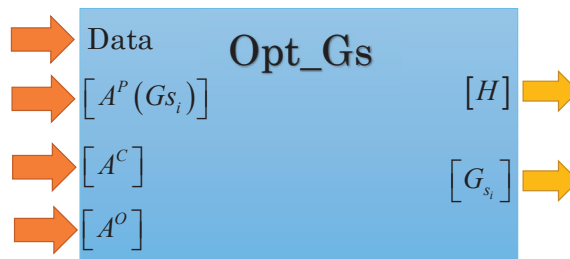 Data
Opt_Gs
[A^P(Gs_i)]
[H]
[A^C]
[G_{s_i}]
[A^O]